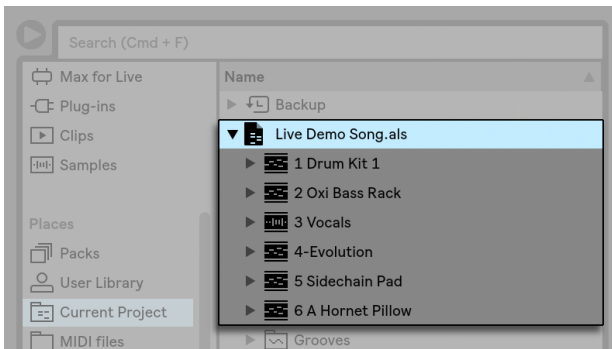 Search (Cmd + F)
Max for Live
Plug-ins
Clips
Samples
Places
Packs
User Library
Current Project
MIDI files
Name
Backup
Live Demo Song.als
1 Drum Kit 1
2 Oxi Bass Rack
3 Vocals
4-Evolution
5 Sidechain Pad
6 A Hornet Pillow
Grooves